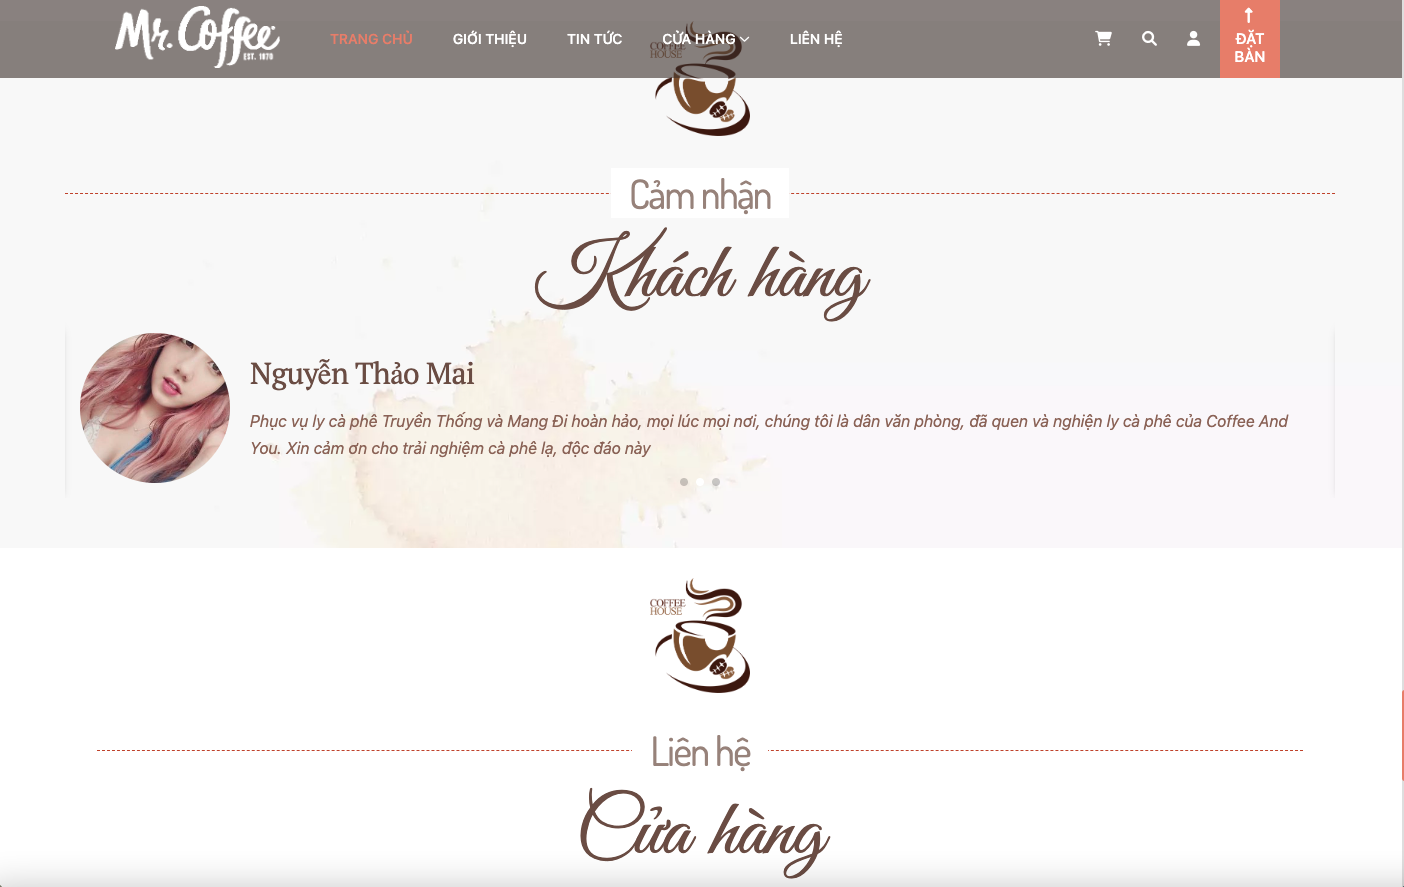 Mr. Coffee
EST. 1970
TRANG CHỦ
GIỚI THIỆU
TIN TỨC
CỬA HÀNG
LIÊN HỆ
ĐẶT
BÀN
COFFEE
HOUSE
Cảm nhận
Khách hàng
Nguyễn Thảo Mai
Phục vụ ly cà phê Truyền Thống và Mang Đi hoàn hảo, mọi lúc mọi nơi, chúng tôi là dân văn phòng, đã quen và nghiện ly cà phê của Coffee And
You. Xin cảm ơn cho trải nghiệm cà phê lạ, độc đáo này
COFFEE
HOUSE
Liên hệ
Cửa hàng